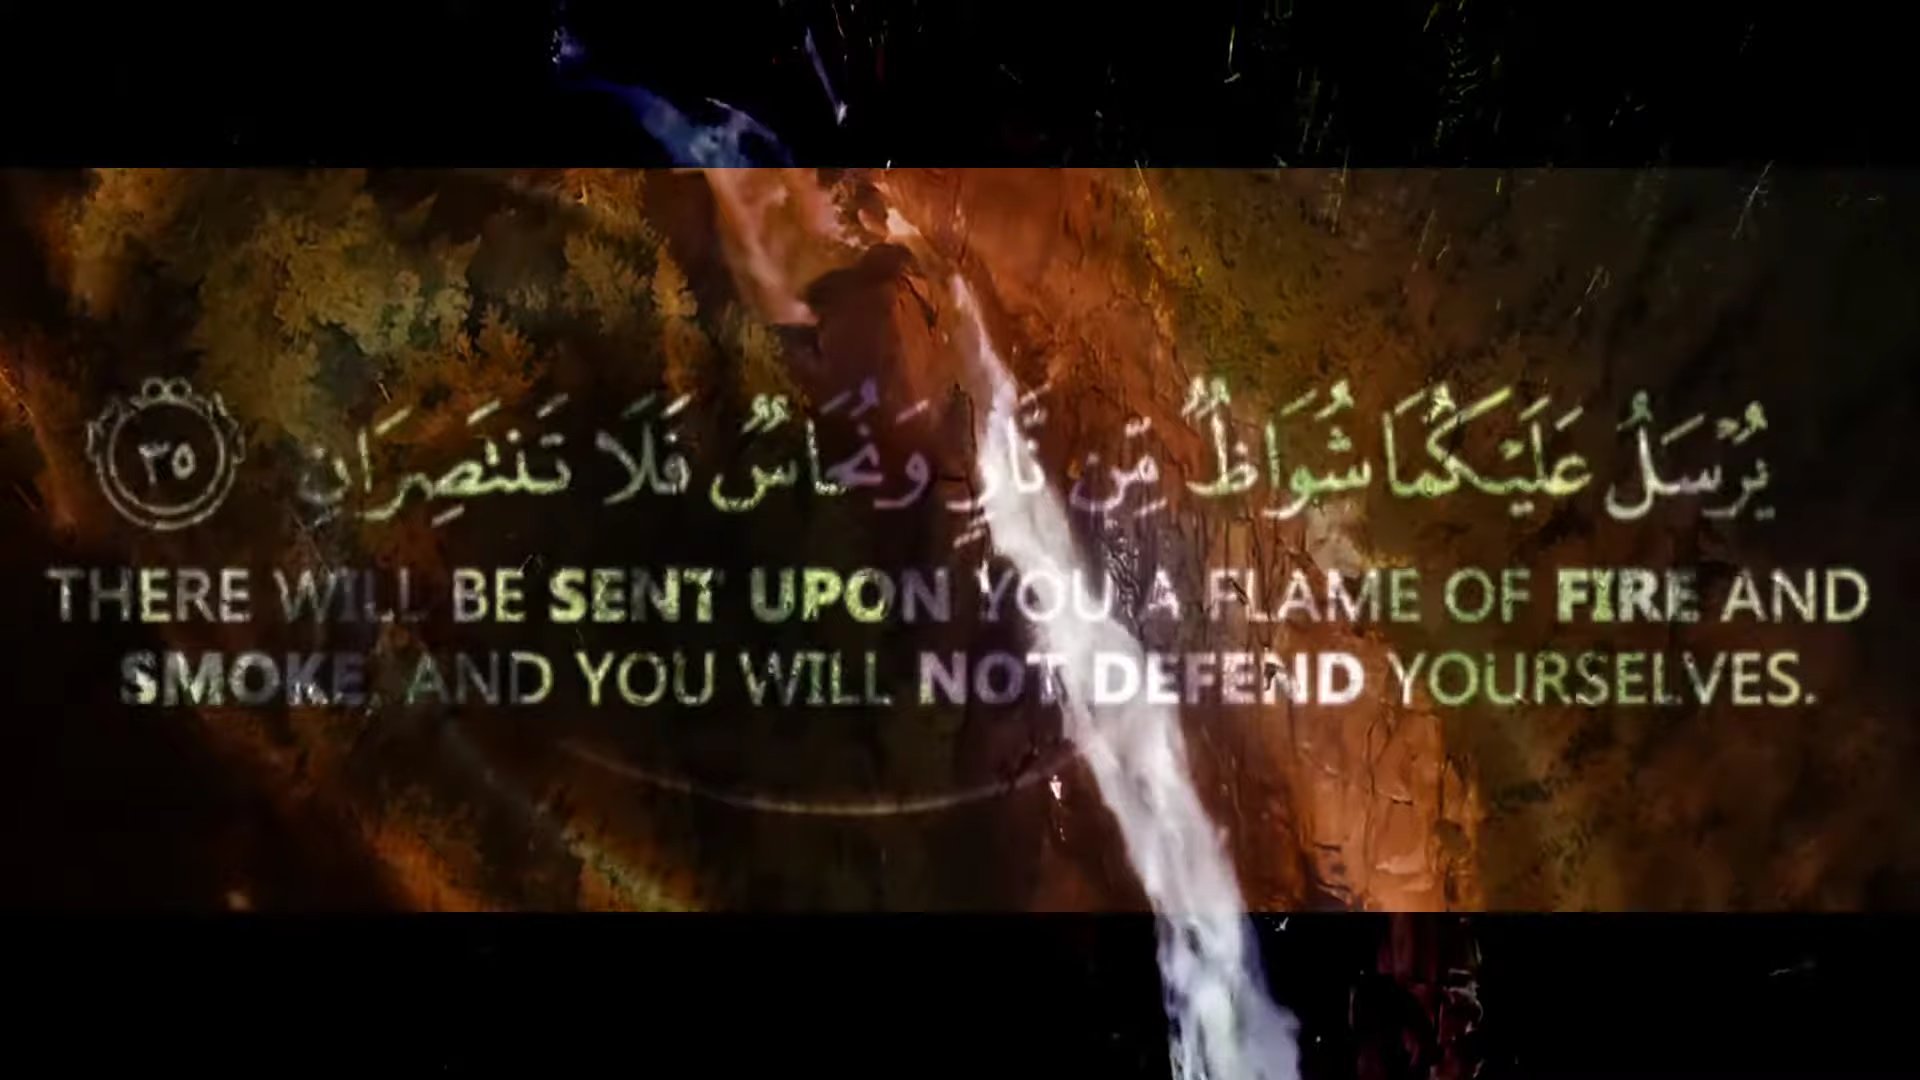 يُرْسَلُ عَلَيْكُمَا شُوَاظٌ مِّن نَّارٍ وَنُحَاسٌ فَلَا تَنتَصِرَانِ ٣٥
THERE WILL BE SENT UPON YOU A FLAME OF FIRE AND
SMOKE, AND YOU WILL NOT DEFEND YOURSELVES.